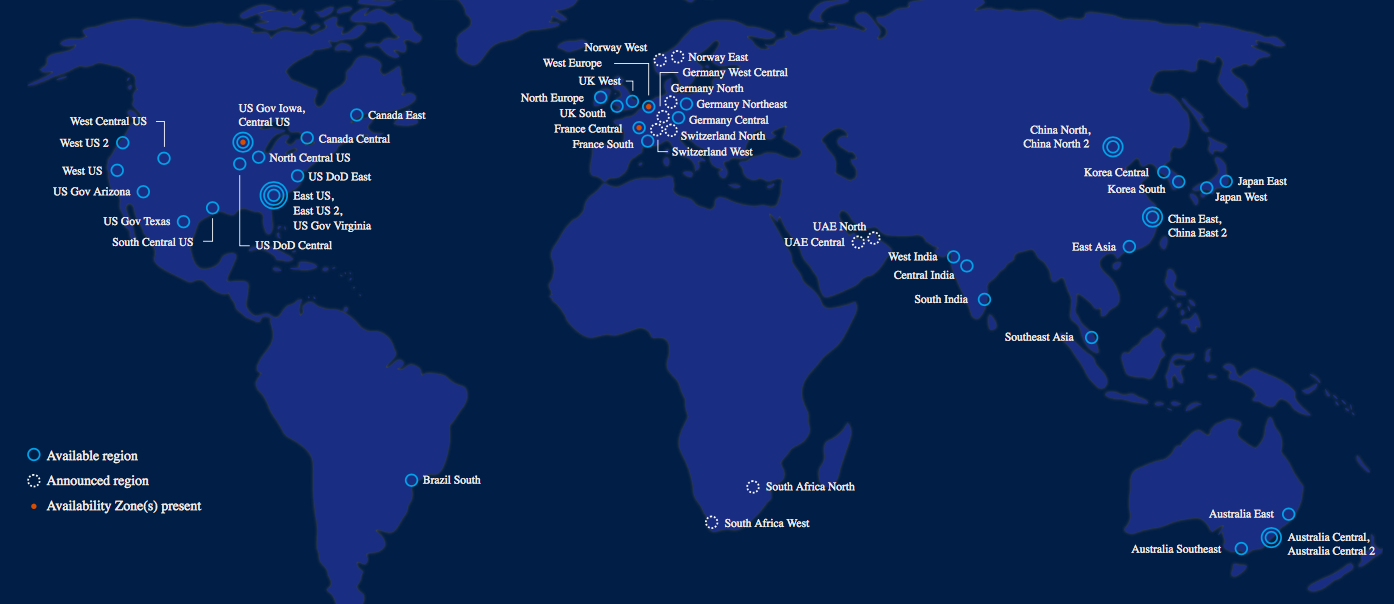 Norway West
Norway East
West Europe
Germany West Central
UK West
Germany North
North Europe
Germany Northeast
UK South
Germany Central
France Central
Switzerland North
France South
Switzerland West
US Gov Iowa,
Central US
Canada East
West Central US
West US 2
Canada Central
North Central US
West US
US DoD East
US Gov Arizona
East US,
East US 2,
US Gov Virginia
US Gov Texas
South Central US
US DoD Central
China North,
China North 2
Korea Central
Korea South
Japan East
Japan West
China East,
China East 2
East Asia
UAE North
UAE Central
West India
Central India
South India
Southeast Asia
Available region
Announced region
Availability Zone(s) present
Brazil South
South Africa North
South Africa West
Australia East
Australia Central,
Australia Central 2
Australia Southeast